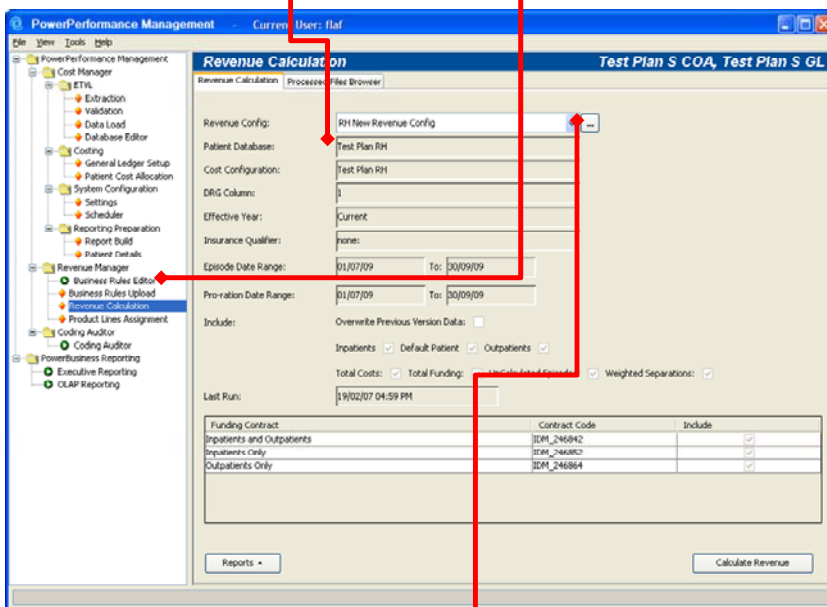 PowerPerformance Management - Current User: flaf
File View Tools Help
PowerPerformance Management
Cost Manager
ETVL
Extraction
Validation
Data Load
Database Editor
Costing
General Ledger Setup
Patient Cost Allocation
System Configuration
Settings
Scheduler
Reporting Preparation
Report Build
Patient Details
Revenue Manager
Business Rules Editor
Business Rules Upload
Revenue Calculation
Product Lines Assignment
Coding Auditor
Coding Auditor
PowerBusiness Reporting
Executive Reporting
OLAP Reporting
Revenue Calculation Test Plan S COA, Test Plan S GL
Revenue Calculation Processed Files Browser
Revenue Config: RH New Revenue Config ...
Patient Database: Test Plan RH
Cost Configuration: Test Plan RH
DRG Column: 1
Effective Year: Current
Insurance Qualifier: none:
Episode Date Range: 01/07/09 To: 30/09/09
Pro-ration Date Range: 01/07/09 To: 30/09/09
Include: Overwrite Previous Version Data:
Inpatients Default Patient Outpatients
Total Costs: Total Funding: UnCalculated Episodes: Weighted Separations:
Last Run: 19/02/07 04:59 PM
Funding Contract Contract Code Include
Inpatients and Outpatients IDM_246842
Inpatients Only IDM_246852
Outpatients Only IDM_246864
Reports Calculate Revenue